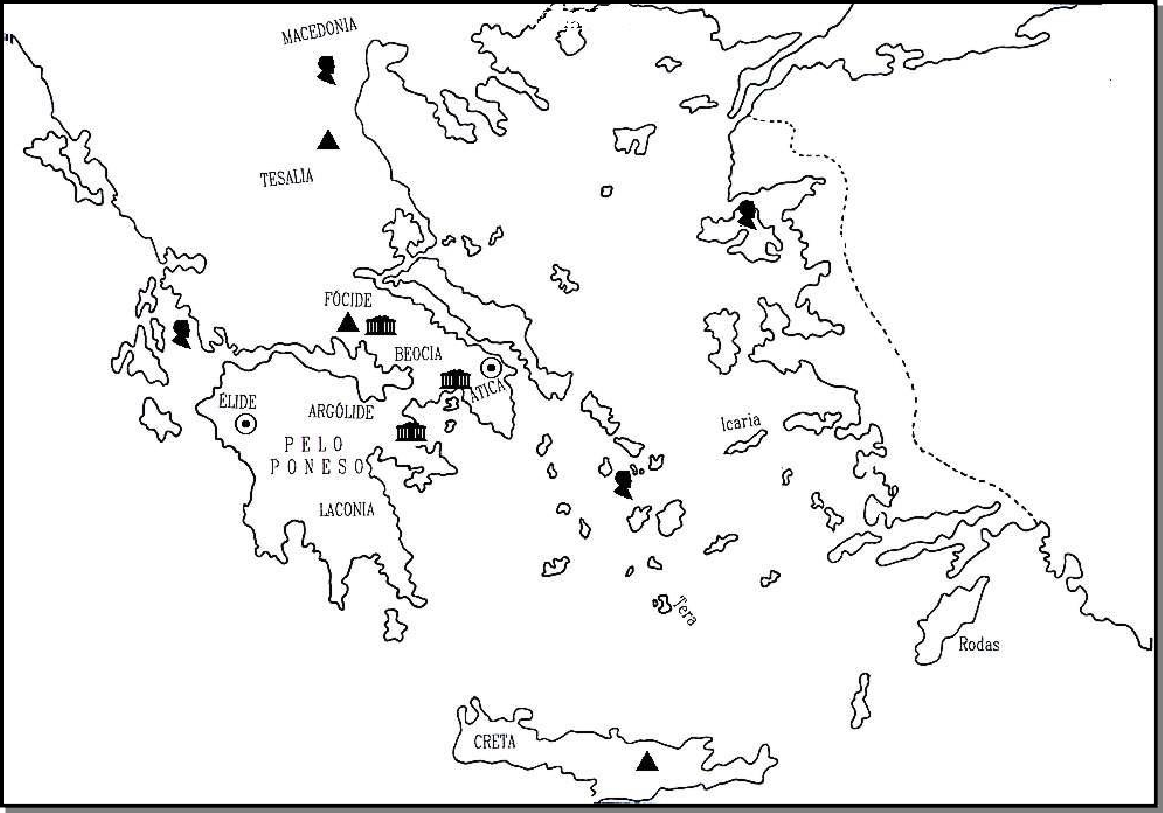 MACEDONIA
TESALIA
FÓCIDE
BEOCIA
ÁTICA
ÉLIDE
ARGÓLIDE
PELO
PONESO
LACONIA
Icaria
Tera
Rodas
CRETA